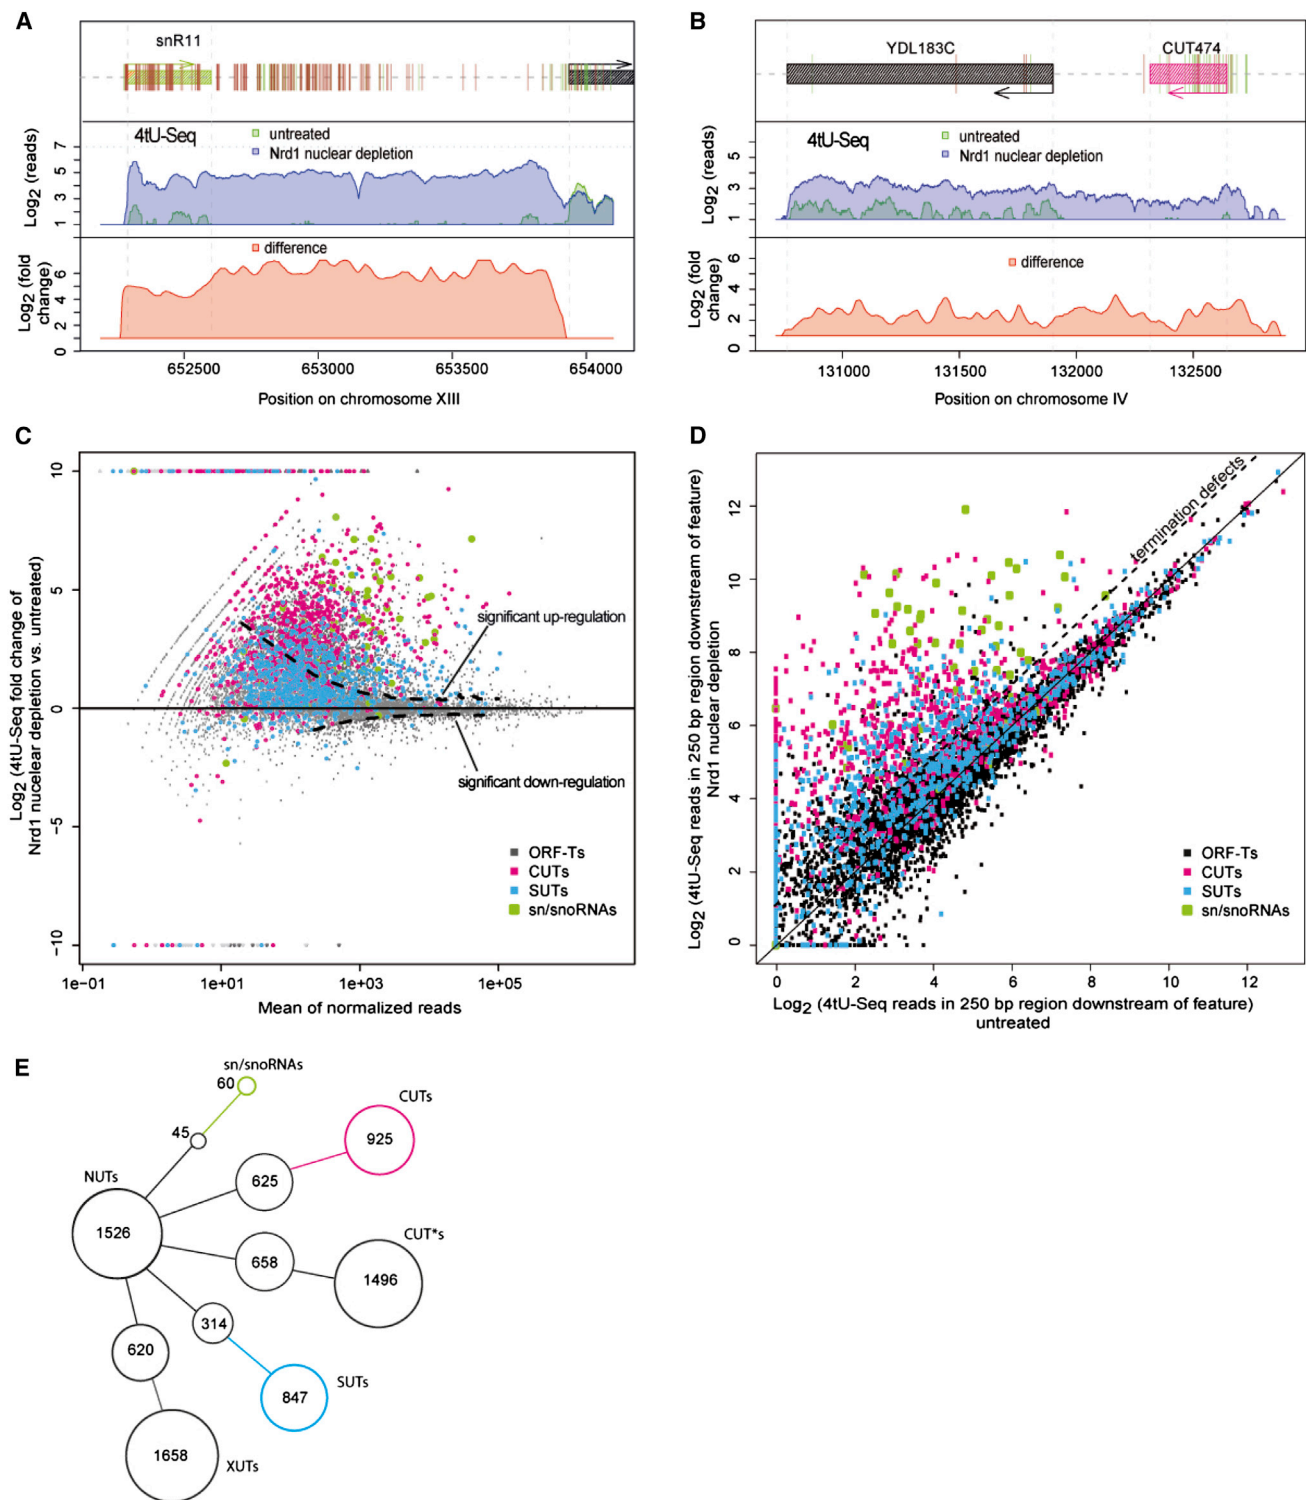 A
snR11
4tU-Seq
untreated
Nrd1 nuclear depletion
Log2 (reads)
7
5
3
1
difference
Log2 (fold change)
6
4
2
0
652500
653000
653500
654000
Position on chromosome XIII
B
YDL183C
CUT474
4tU-Seq
untreated
Nrd1 nuclear depletion
Log2 (reads)
5
3
1
difference
Log2 (fold change)
6
4
2
0
131000
131500
132000
132500
Position on chromosome IV
C
Log2 (4tU-Seq fold change of
Nrd1 nucelear depletion vs. untreated)
10
5
0
−5
−10
significant up-regulation
significant down-regulation
ORF-Ts
CUTs
SUTs
sn/snoRNAs
1e−01
1e+01
1e+03
1e+05
Mean of normalized reads
D
Log2 (4tU-Seq reads in 250 bp region downstream of feature)
Nrd1 nuclear depletion
12
10
8
6
4
2
0
termination defects
ORF-Ts
CUTs
SUTs
sn/snoRNAs
0
2
4
6
8
10
12
Log2 (4tU-Seq reads in 250 bp region downstream of feature)
untreated
E
sn/snoRNAs
60
45
CUTs
925
625
NUTs
1526
CUT*s
1496
658
314
SUTs
847
620
1658
XUTs